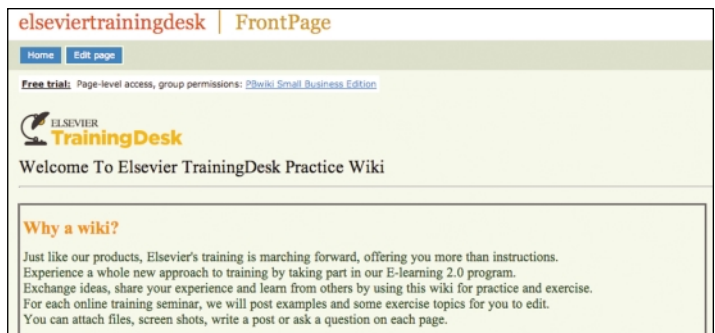 elseviertrainingdesk | FrontPage
Home Edit page
Free trial: Page-level access, group permissions: PBwiki Small Business Edition
ELSEVIER
TrainingDesk
Welcome To Elsevier TrainingDesk Practice Wiki
Why a wiki?
Just like our products, Elsevier's training is marching forward, offering you more than instructions.
Experience a whole new approach to training by taking part in our E-learning 2.0 program.
Exchange ideas, share your experience and learn from others by using this wiki for practice and exercise.
For each online training seminar, we will post examples and some exercise topics for you to edit.
You can attach files, screen shots, write a post or ask a question on each page.